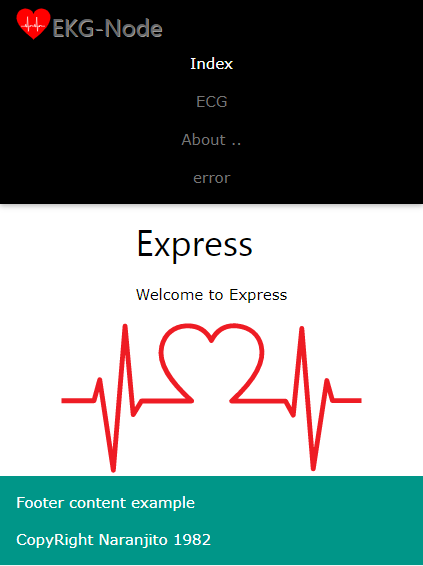 EKG-Node
Index
ECG
About ..
error
Express
Welcome to Express
Footer content example
CopyRight Naranjito 1982